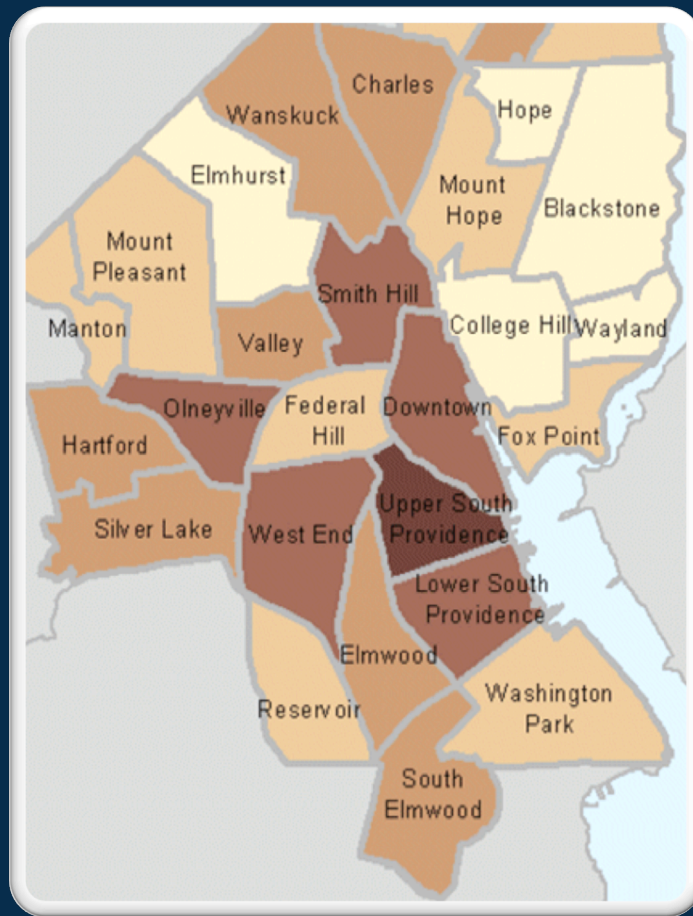 Charles
Wanskuck
Hope
Elmhurst
Mount
Hope
Blackstone
Mount
Pleasant
Smith Hill
Manton
Valley
College Hill
Wayland
Olneyville
Federal
Hill
Downtown
Fox Point
Hartford
Upper South
Providence
Silver Lake
West End
Lower South
Providence
Elmwood
Reservoir
Washington
Park
South
Elmwood